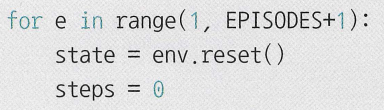 for e in range(1, EPISODES+1):
    state = env.reset()
    steps = 0